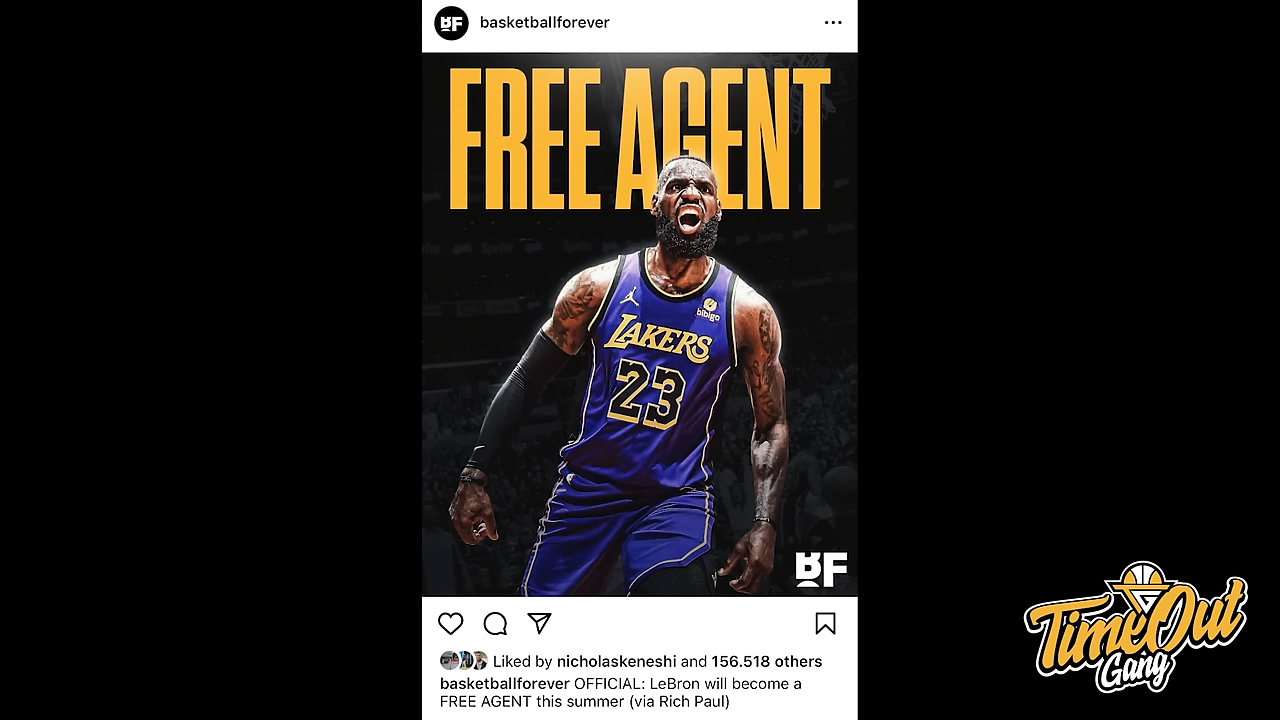 BF basketballforever
FREE AGENT
bibigo
LAKERS
23
BF
TimeOut
Gang
Liked by nicholaskeneshi and 156.518 others
basketballforever OFFICIAL: LeBron will become a
FREE AGENT this summer (via Rich Paul)